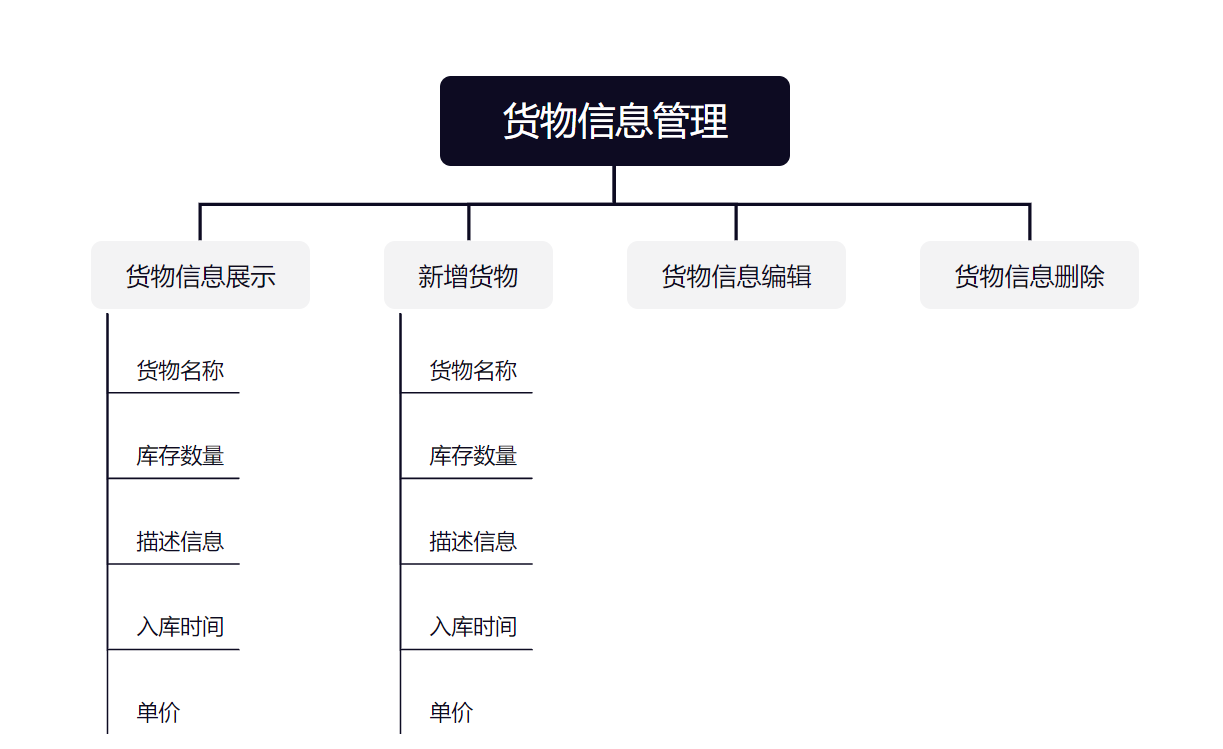 货物信息管理
货物信息展示
新增货物
货物信息编辑
货物信息删除
货物名称
库存数量
描述信息
入库时间
单价
货物名称
库存数量
描述信息
入库时间
单价